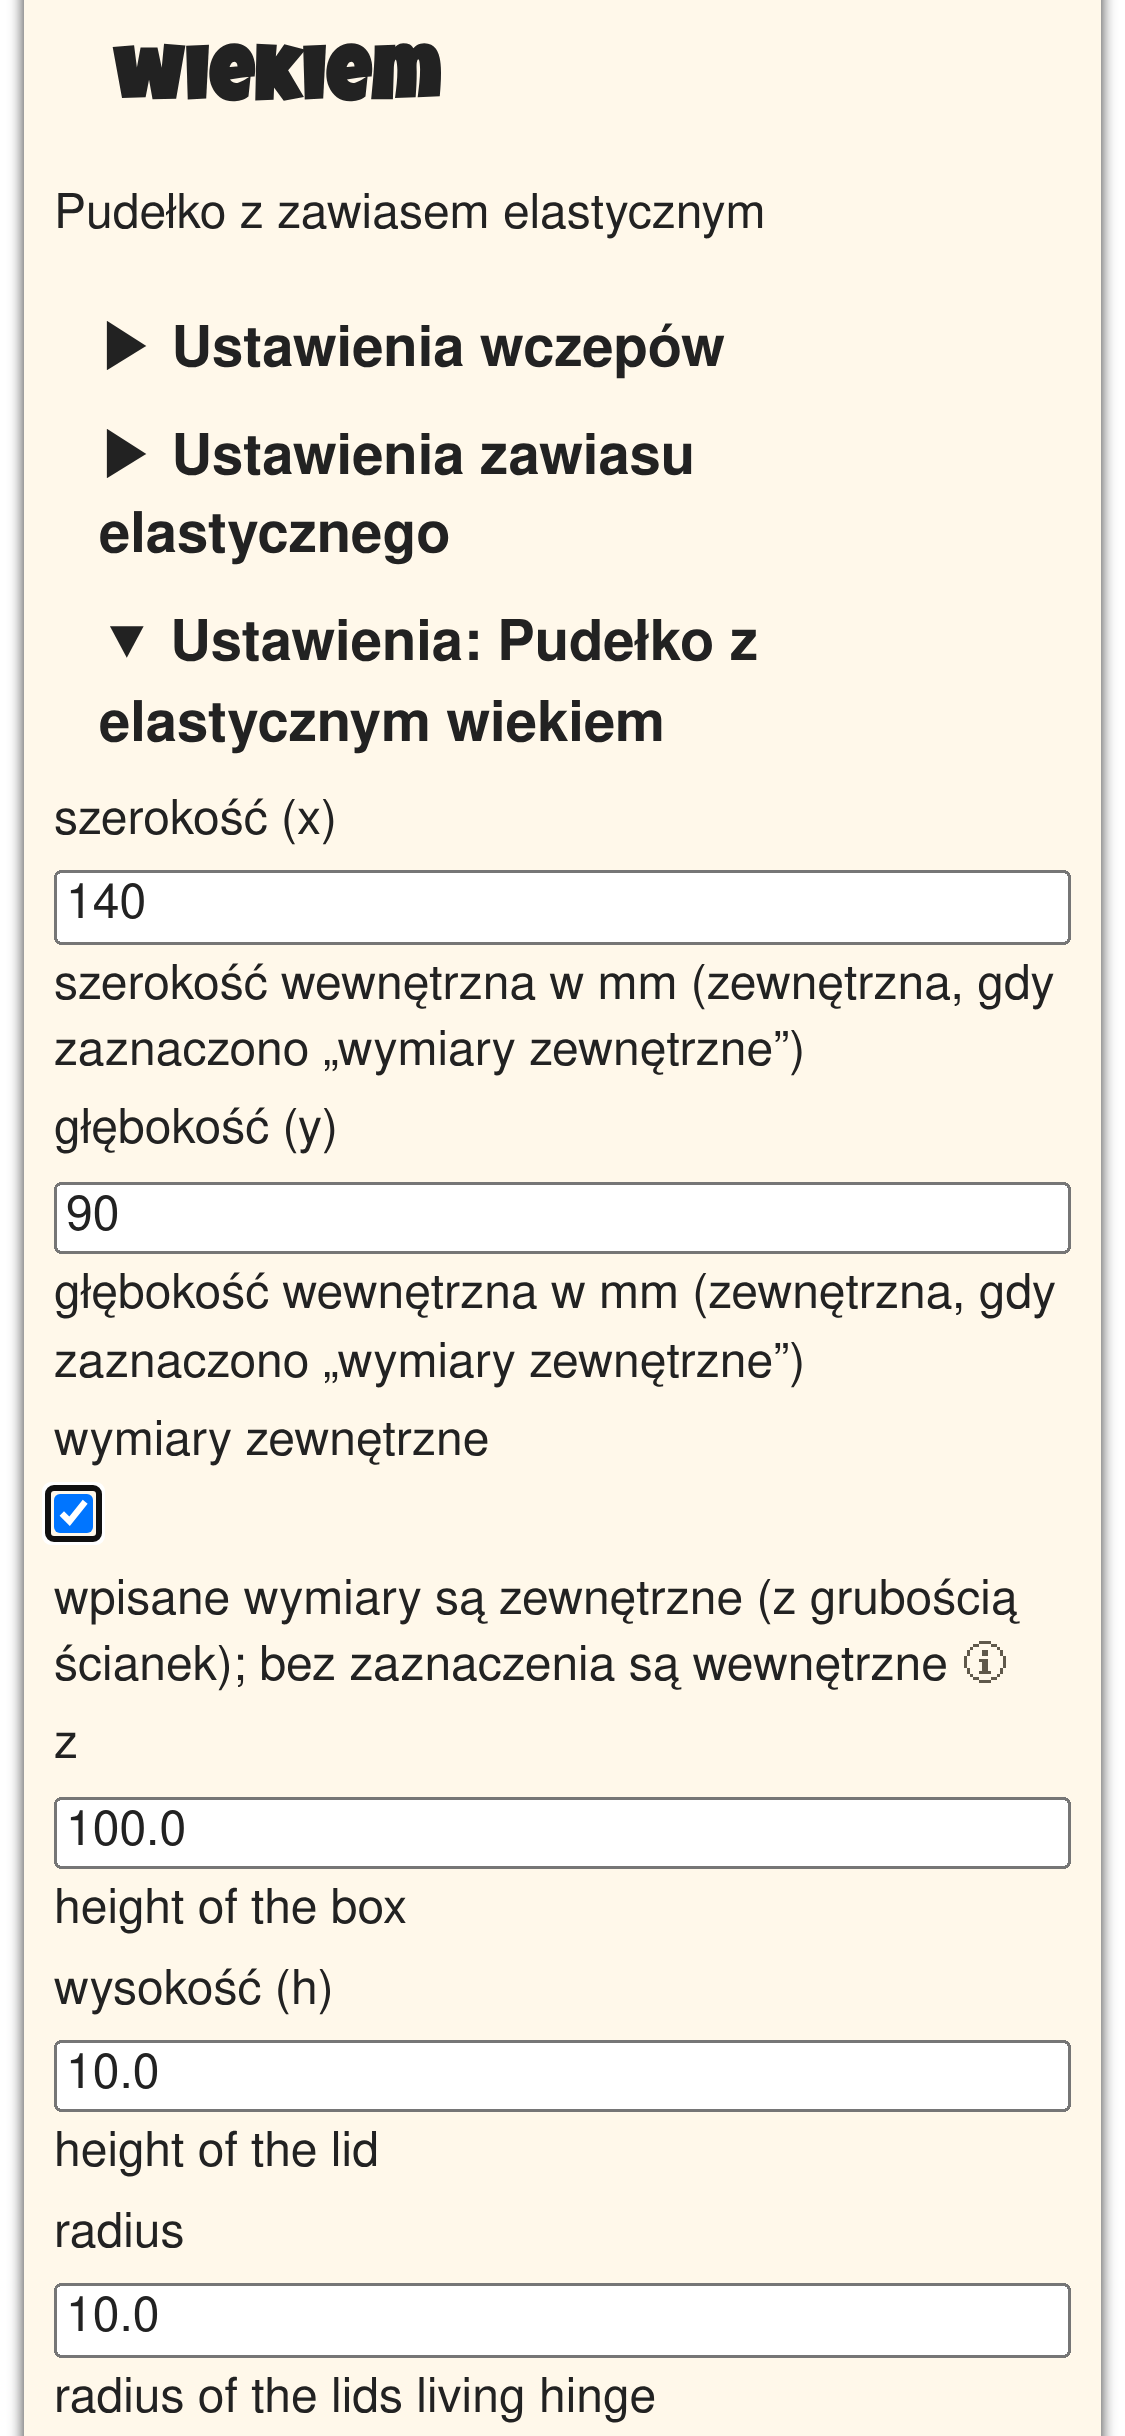 wiekiem
Pudełko z zawiasem elastycznym
▶ Ustawienia wczepów
▶ Ustawienia zawiasu
elastycznego
▼ Ustawienia: Pudełko z
elastycznym wiekiem
szerokość (x)
140
szerokość wewnętrzna w mm (zewnętrzna, gdy
zaznaczono „wymiary zewnętrzne”)
głębokość (y)
90
głębokość wewnętrzna w mm (zewnętrzna, gdy
zaznaczono „wymiary zewnętrzne”)
wymiary zewnętrzne
wpisane wymiary są zewnętrzne (z grubością
ścianek); bez zaznaczenia są wewnętrzne ⓘ
z
100.0
height of the box
wysokość (h)
10.0
height of the lid
radius
10.0
radius of the lids living hinge